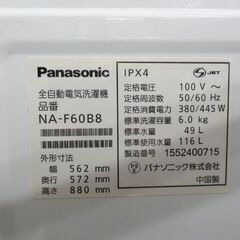 Panasonic
全自動電気洗濯機
品番
NA-F60B8
外形寸法
幅 562 mm
奥行 572 mm
高さ 880 mm
IPX4
JET
定格電圧 100 V～
定格周波数 50/60 Hz
定格消費電力 380/445 W
標準洗濯容量 6.0 kg
標準水量 49 L
標準使用水量 116 L
製造番号 1552400715
パナソニック株式会社
中国製